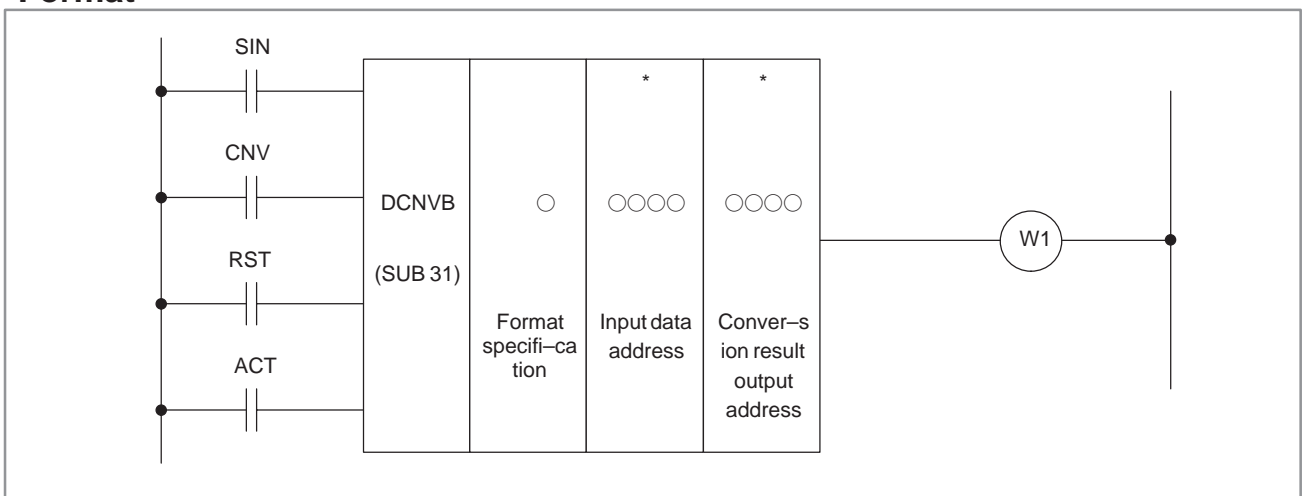 SIN
CNV
RST
ACT
DCNVB
(SUB 31)
○
Format
specifi–ca
tion
*
○○○○
Input data
address
*
○○○○
Conver–s
ion result
output
address
W1